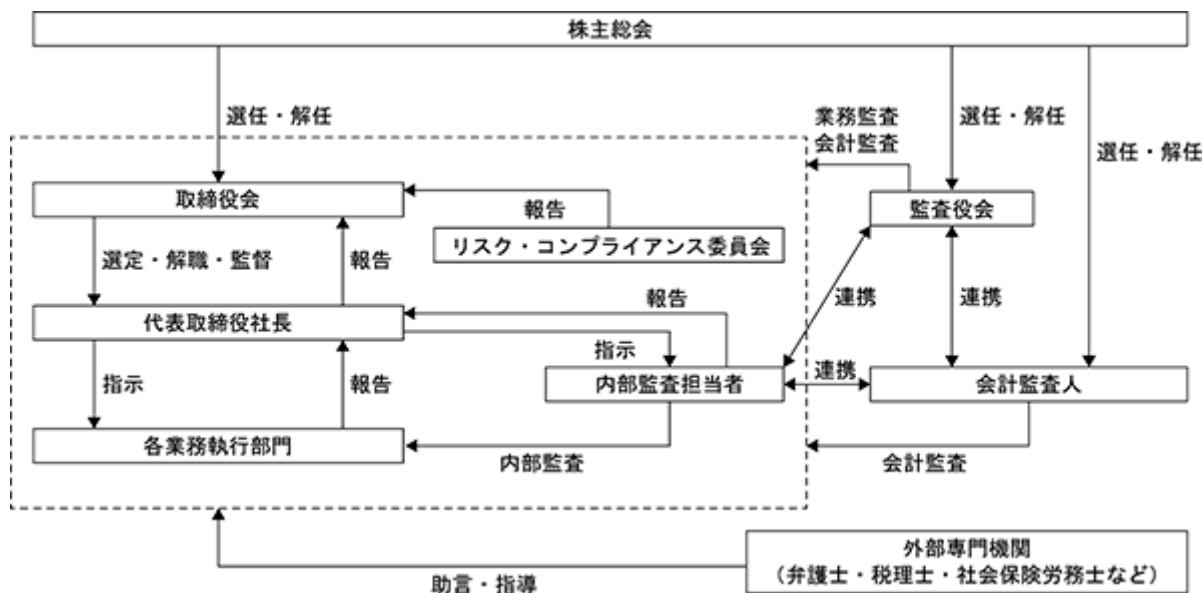 株主総会
選任・解任
業務監査
会計監査
選任・解任
選任・解任
取締役会
報告
監査役会
リスク・コンプライアンス委員会
選定・解職・監督
報告
報告
連携
連携
代表取締役社長
指示
指示
報告
内部監査担当者
連携
会計監査人
各業務執行部門
内部監査
会計監査
外部専門機関
（弁護士・税理士・社会保険労務士など）
助言・指導